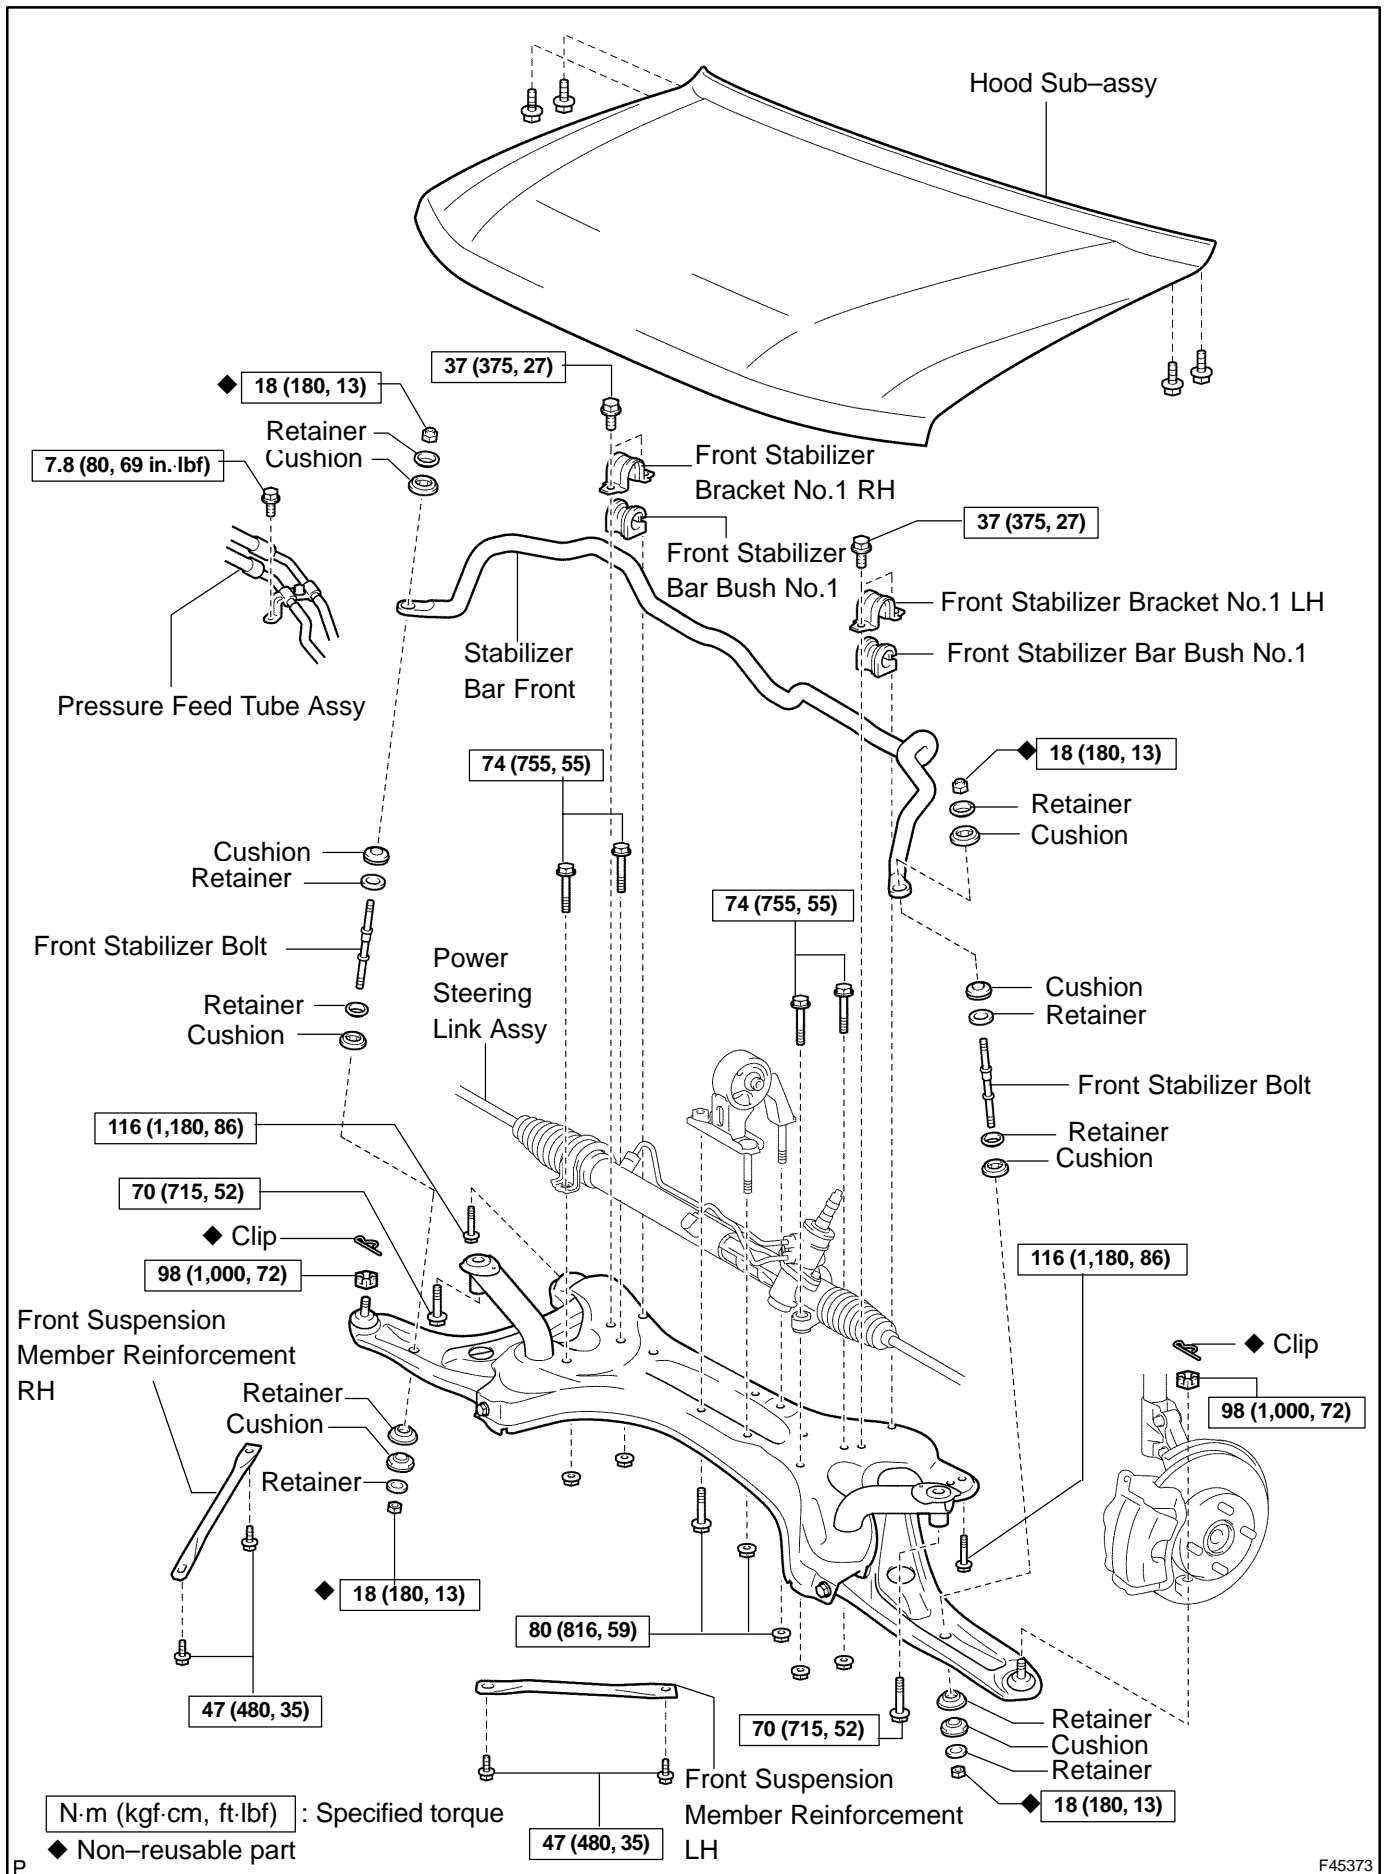 Hood Sub–assy
37 (375, 27)
◆ 18 (180, 13)
Retainer
Cushion
7.8 (80, 69 in.·lbf)
Front Stabilizer
Bracket No.1 RH
37 (375, 27)
Front Stabilizer
Bar Bush No.1
Front Stabilizer Bracket No.1 LH
Front Stabilizer Bar Bush No.1
Stabilizer
Bar Front
Pressure Feed Tube Assy
74 (755, 55)
◆ 18 (180, 13)
Retainer
Cushion
Cushion
Retainer
74 (755, 55)
Front Stabilizer Bolt
Power
Steering
Link Assy
Retainer
Cushion
Cushion
Retainer
Front Stabilizer Bolt
116 (1,180, 86)
Retainer
Cushion
70 (715, 52)
◆ Clip
98 (1,000, 72)
116 (1,180, 86)
Front Suspension
Member Reinforcement
RH
◆ Clip
98 (1,000, 72)
Retainer
Cushion
Retainer
◆ 18 (180, 13)
80 (816, 59)
47 (480, 35)
70 (715, 52)
Retainer
Cushion
Retainer
◆ 18 (180, 13)
Front Suspension
Member Reinforcement
LH
47 (480, 35)
N·m (kgf·cm, ft·lbf) : Specified torque
◆ Non–reusable part
P
F45373